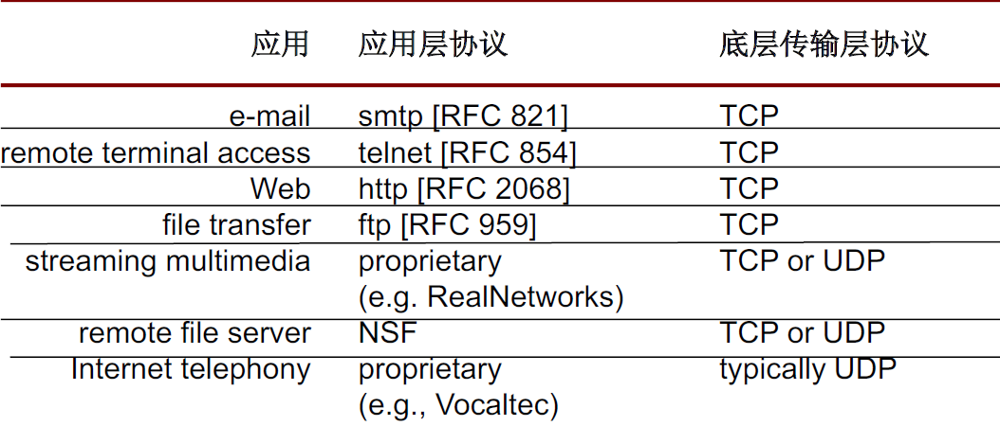 应用 应用层协议 底层传输层协议
e-mail smtp [RFC 821] TCP
remote terminal access telnet [RFC 854] TCP
Web http [RFC 2068] TCP
file transfer ftp [RFC 959] TCP
streaming multimedia proprietary TCP or UDP
(e.g. RealNetworks)
remote file server NSF TCP or UDP
Internet telephony proprietary typically UDP
(e.g., Vocaltec)